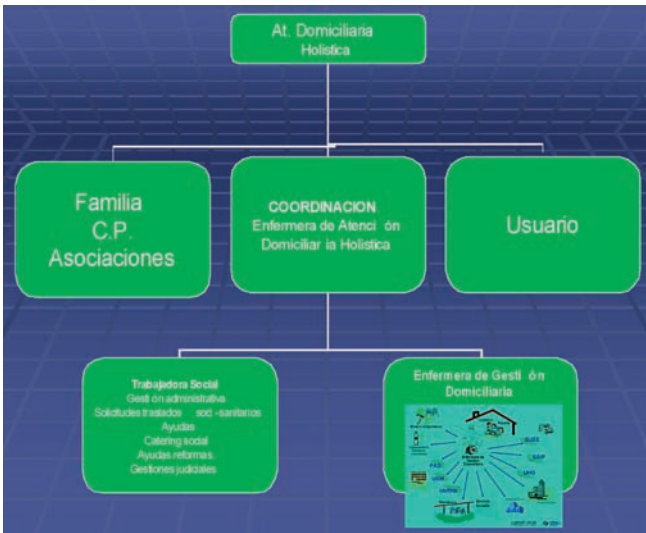 At. Domiciliaria
Holística
Familia
C.P.
Asociaciones
COORDINACION
Enfermera de Atenci ón
Domiciliar ia Holística
Usuario
Trabajadora Social
Gesti ón administrativa
Solicitudes traslados soci -sanitarios
Ayudas
Catering social
Ayudas reformas
Gestiones judiciales
Enfermera de Gesti ón
Domiciliaria